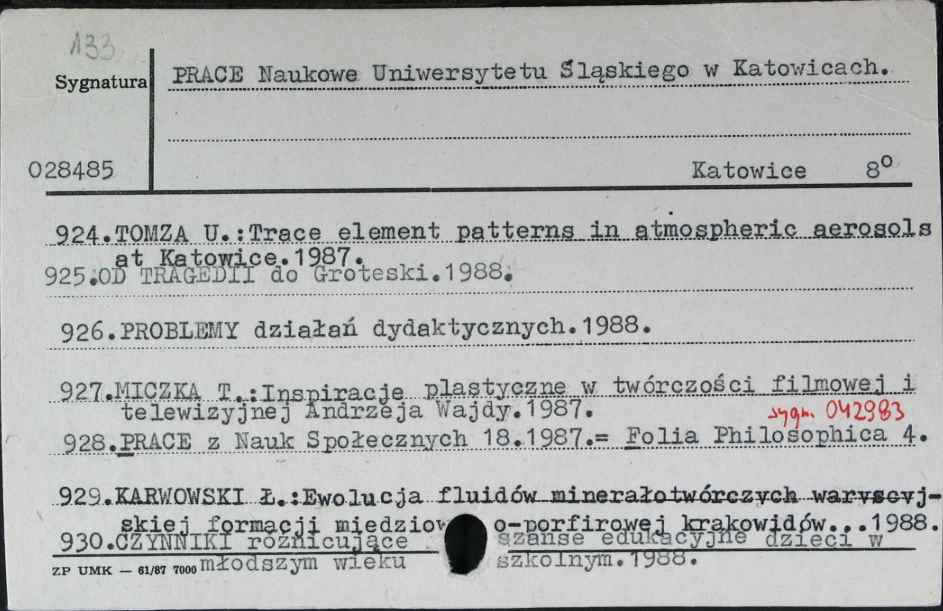 133
Sygnatura
PRACE Naukowe Uniwersytetu Śląskiego w Katowicach.
028485
Katowice 8°
924.TOMZA U.:Trace element patterns in atmospheric aerosols
at Katowice.1987.
925.OD TRAGEDII do Groteski.1988.
926.PROBLEMY działań dydaktycznych.1988.
927.MICZKA T.:Inspiracje plastyczne w twórczości filmowej i
telewizyjnej Andrzeja Wajdy.1987.
sygn. 042983
928.PRACE z Nauk Społecznych 18.1987.= Folia Philosophica 4.
929.KARWOWSKI Ł.:Ewolucja fluidów minerałotwórczych waryscyj-
skiej formacji miedziow o-porfirowej krakowidów...1988.
930.CZYNNIKI różnicujące szanse edukacyjne dzieci w
młodszym wieku szkolnym.1988.
ZP UMK — 61/87 7000